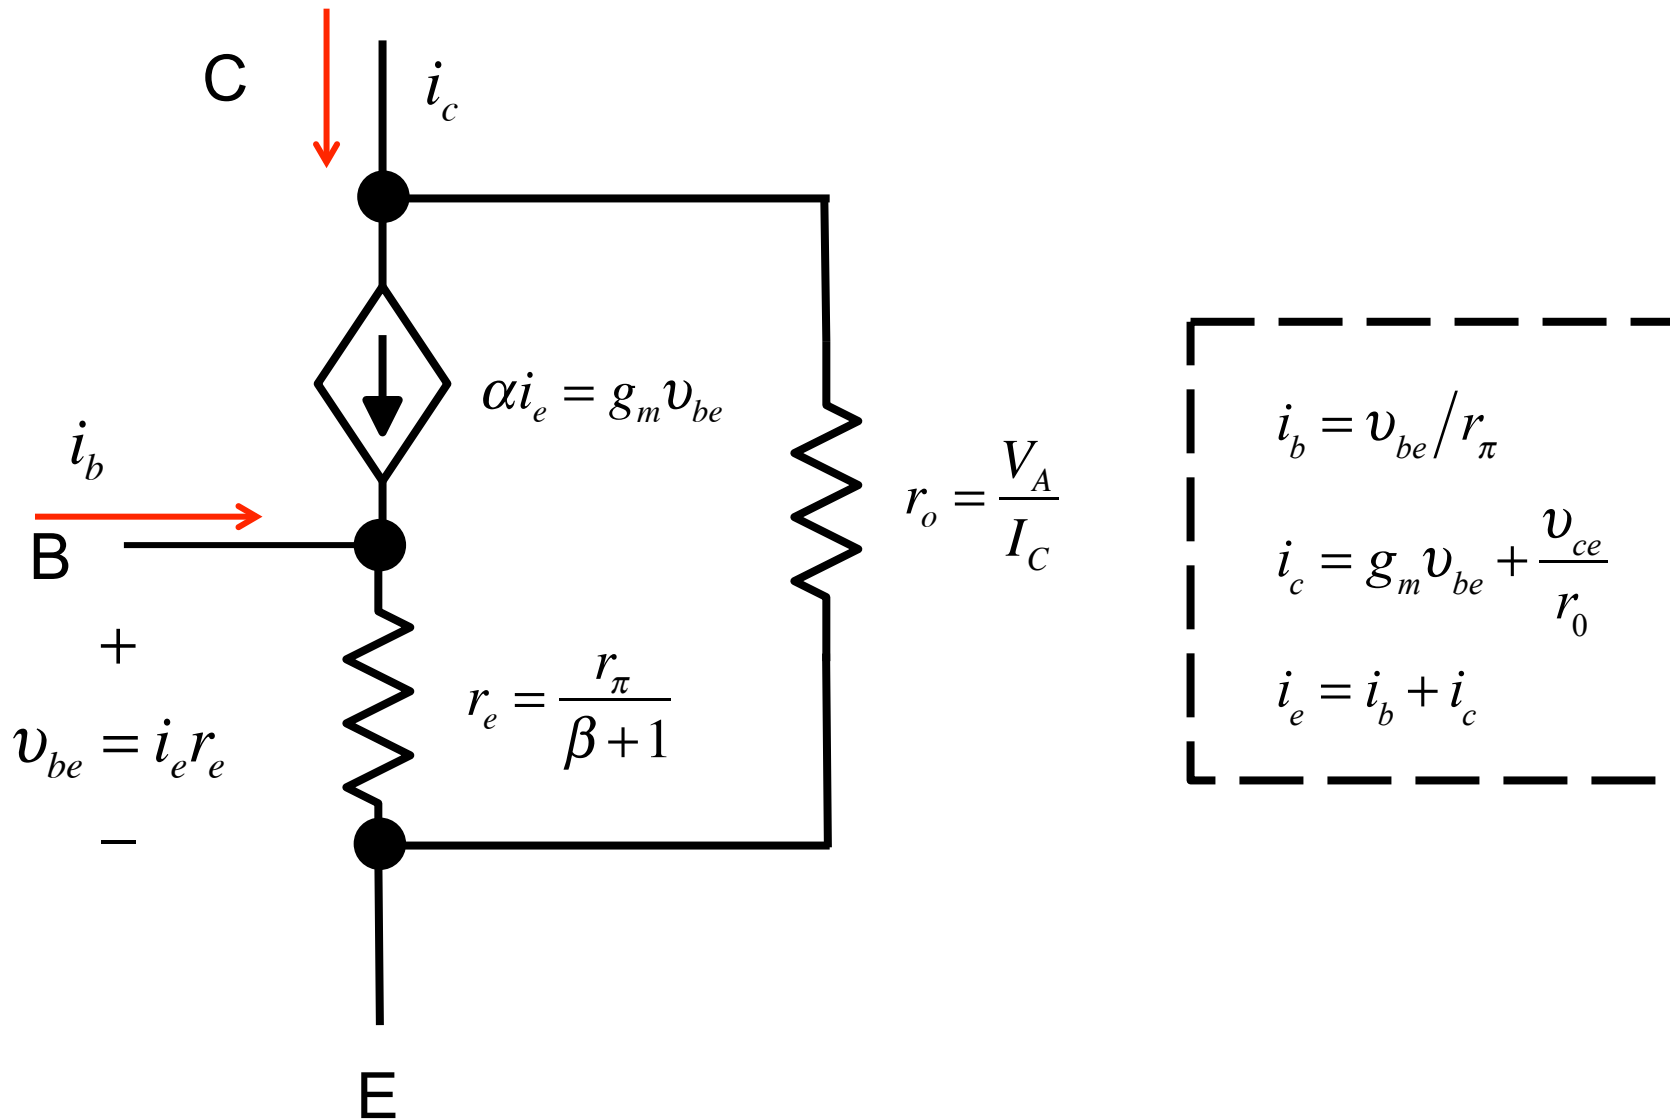 C
i_c
αi_e = g_m υ_be
i_b
B
+
υ_be = i_e r_e
−
r_e = r_π / (β + 1)
r_o = V_A / I_C
E
i_b = υ_be / r_π
i_c = g_m υ_be + υ_ce / r_0
i_e = i_b + i_c